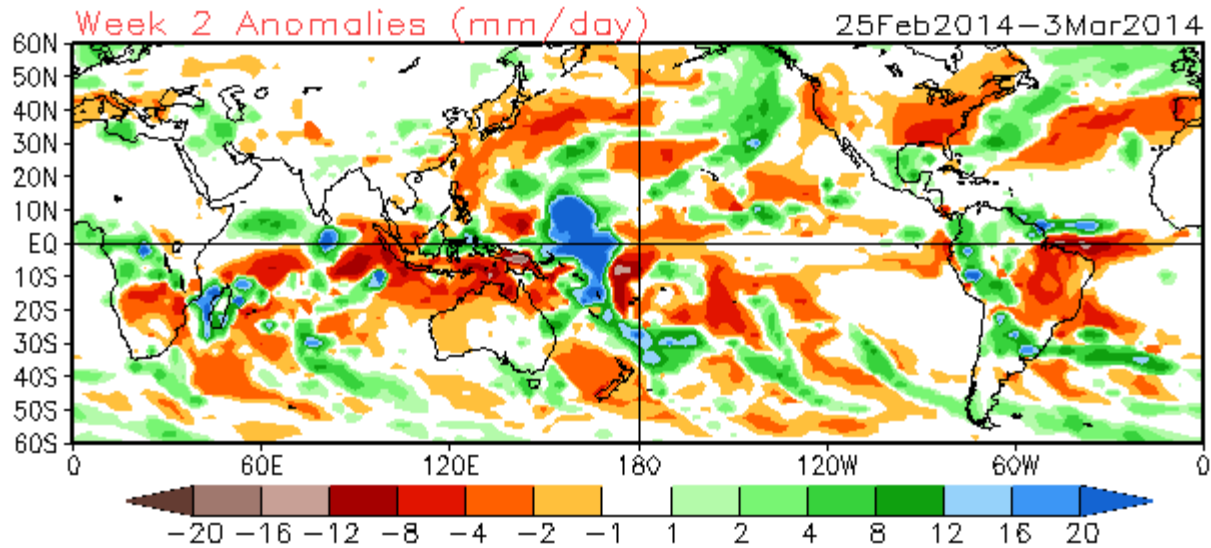 Week 2 Anomalies (mm/day) 25Feb2014–3Mar2014
60N
50N
40N
30N
20N
10N
EQ
10S
20S
30S
40S
50S
60S
0 60E 120E 180 120W 60W 0
−20 −16 −12 −8 −4 −2 −1 1 2 4 8 12 16 20